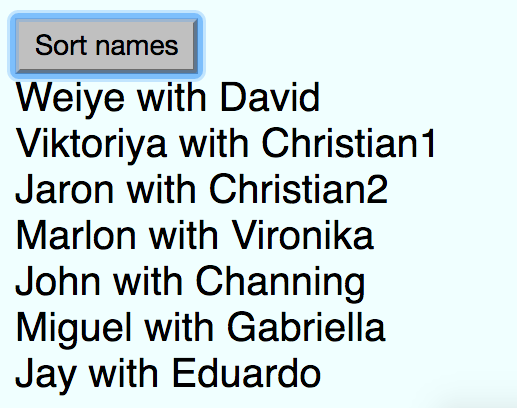 Sort names
Weiye with David
Viktoriya with Christian1
Jaron with Christian2
Marlon with Vironika
John with Channing
Miguel with Gabriella
Jay with Eduardo